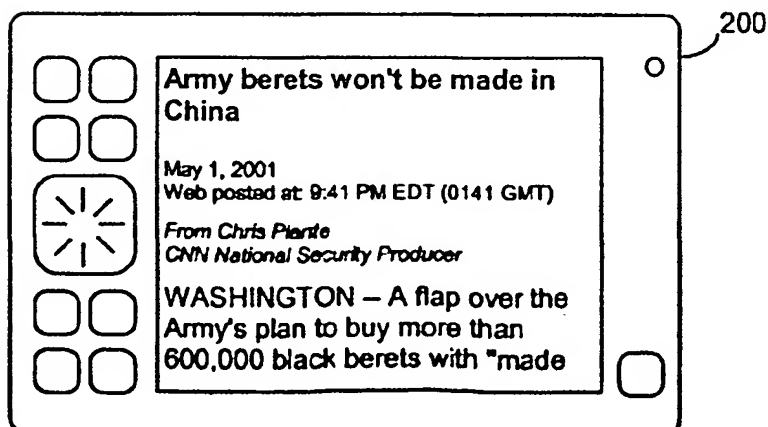 200
Army berets won't be made in
China
May 1, 2001
Web posted at: 9:41 PM EDT (0141 GMT)
From Chris Plante
CNN National Security Producer
WASHINGTON – A flap over the
Army's plan to buy more than
600,000 black berets with "made